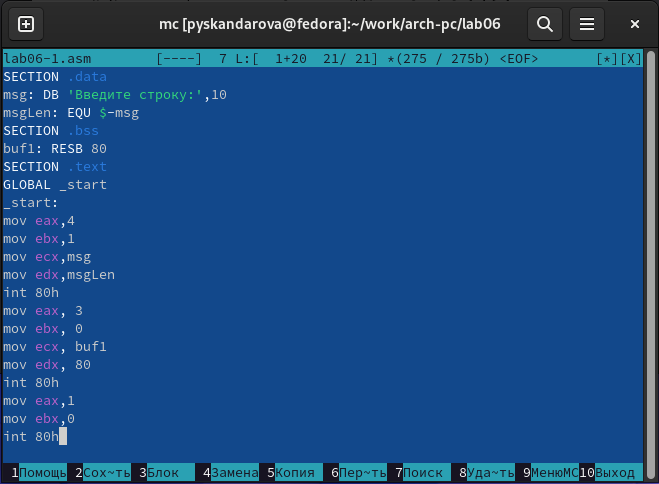 mc [pyskandarova@fedora]:~/work/arch-pc/lab06
lab06-1.asm [----] 7 L:[ 1+20 21/ 21] *(275 / 275b) <EOF> [*][X]
SECTION .data
msg: DB 'Введите строку:',10
msgLen: EQU $-msg
SECTION .bss
buf1: RESB 80
SECTION .text
GLOBAL _start
_start:
mov eax,4
mov ebx,1
mov ecx,msg
mov edx,msgLen
int 80h
mov eax, 3
mov ebx, 0
mov ecx, buf1
mov edx, 80
int 80h
mov eax,1
mov ebx,0
int 80h
1Помощь 2Сох~ть 3Блок 4Замена 5Копия 6Пер~ть 7Поиск 8Уда~ть 9МенюMC 10Выход